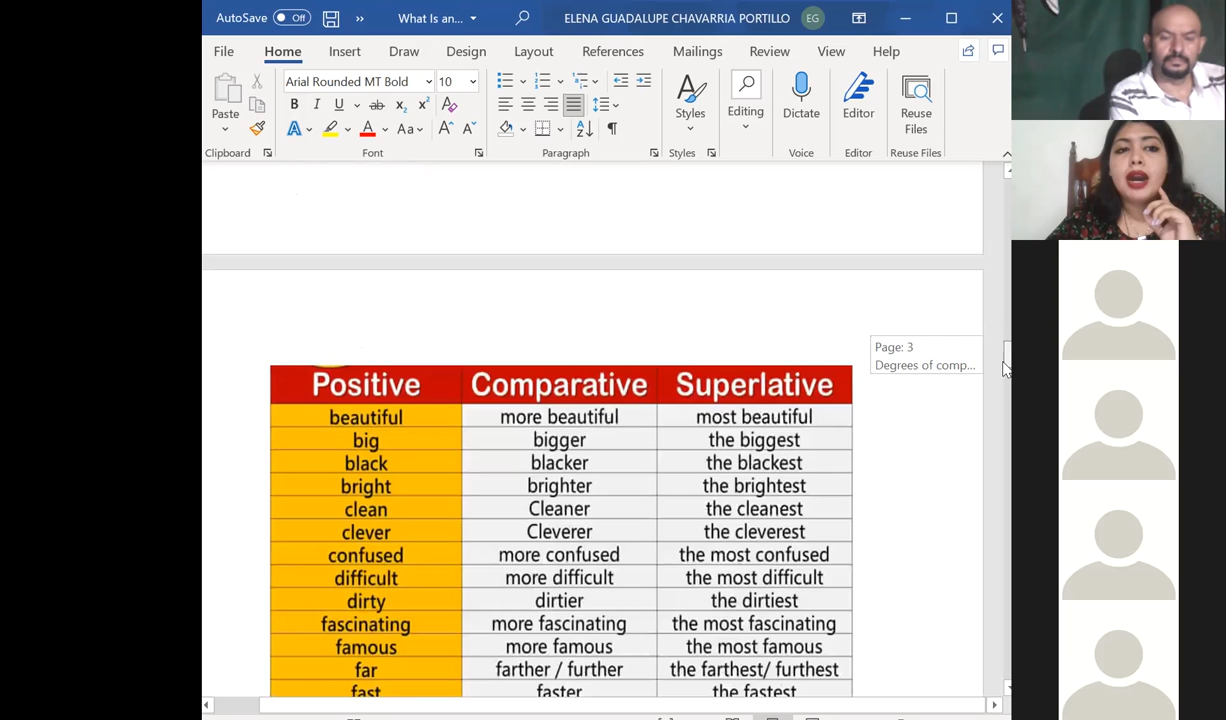 AutoSave Off » What Is an... ELENA GUADALUPE CHAVARRIA PORTILLO EG
File Home Insert Draw Design Layout References Mailings Review View Help
Arial Rounded MT Bold 10
Paste B I U ab x₂ x² A Aa A A Styles Editing Dictate Editor Reuse Files
Clipboard Font Paragraph Styles Voice Editor Reuse Files
Page: 3
Degrees of comp...
Positive Comparative Superlative
beautiful more beautiful most beautiful
big bigger the biggest
black blacker the blackest
bright brighter the brightest
clean Cleaner the cleanest
clever Cleverer the cleverest
confused more confused the most confused
difficult more difficult the most difficult
dirty dirtier the dirtiest
fascinating more fascinating the most fascinating
famous more famous the most famous
far farther / further the farthest/ furthest
fast faster the fastest